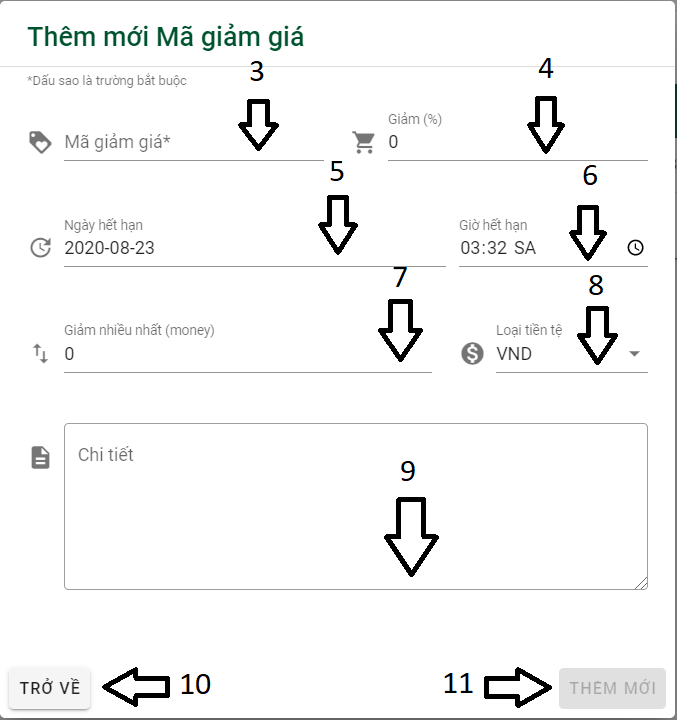 Thêm mới Mã giảm giá
*Dấu sao là trường bắt buộc
3
4
Mã giảm giá*
Giảm (%)
0
5
6
Ngày hết hạn
2020-08-23
Giờ hết hạn
03:32 SA
7
8
Giảm nhiều nhất (money)
0
Loại tiền tệ
VND
Chi tiết
9
TRỞ VỀ
10
11
THÊM MỚI